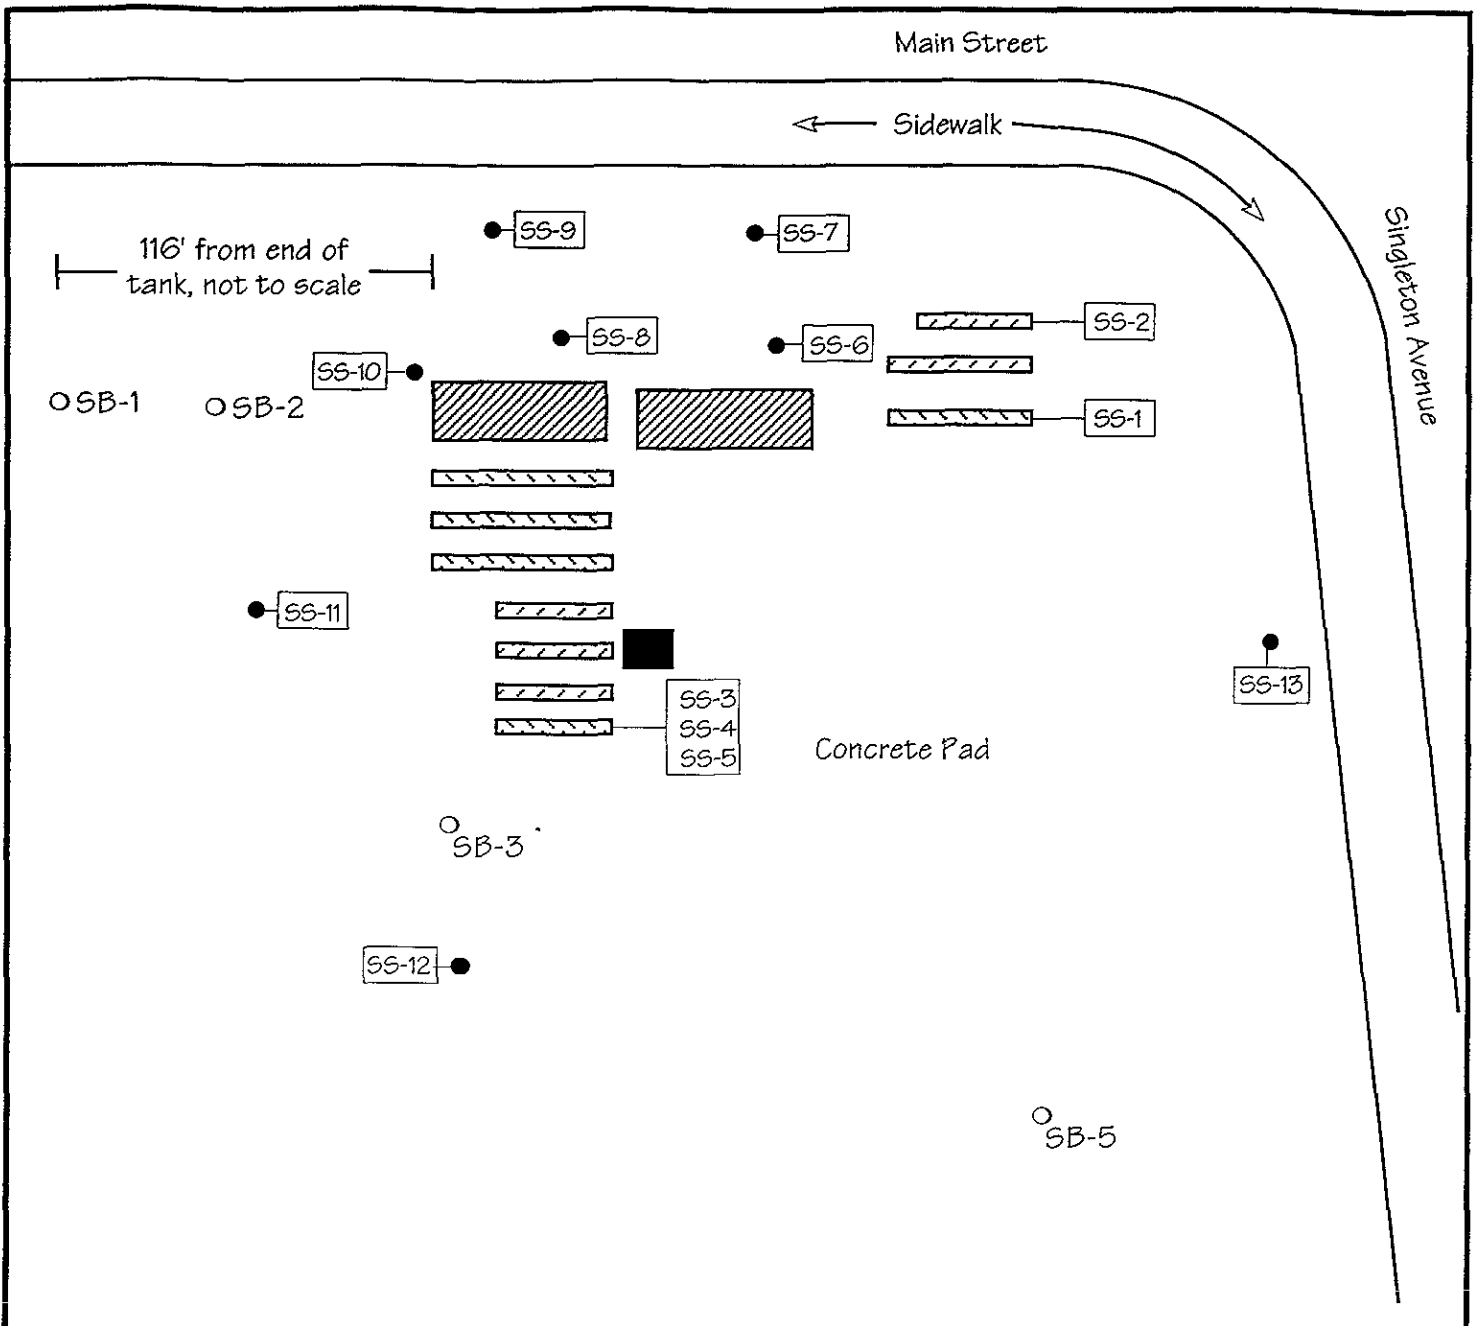 Main Street
Sidewalk
SS-9
SS-7
116' from end of
tank, not to scale
Singleton Avenue
SS-2
SS-8
SS-6
SS-10
SB-1
SB-2
SS-1
SS-11
SS-13
SS-3
SS-4
SS-5
Concrete Pad
SB-3
SS-12
SB-5